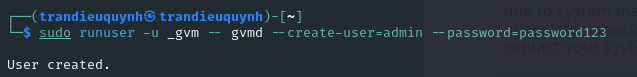 ┌──(trandieuquynh㉿trandieuquynh)-[~]
└─$ sudo runuser -u _gvm -- gvmd --create-user=admin --password=password123
User created.